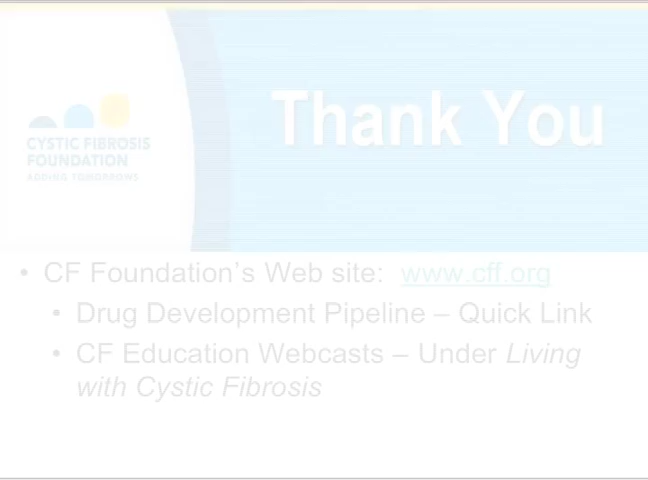 Thank You
CYSTIC FIBROSIS
FOUNDATION
ADDING TOMORROWS
• CF Foundation’s Web site: www.cff.org
• Drug Development Pipeline – Quick Link
• CF Education Webcasts – Under Living
with Cystic Fibrosis